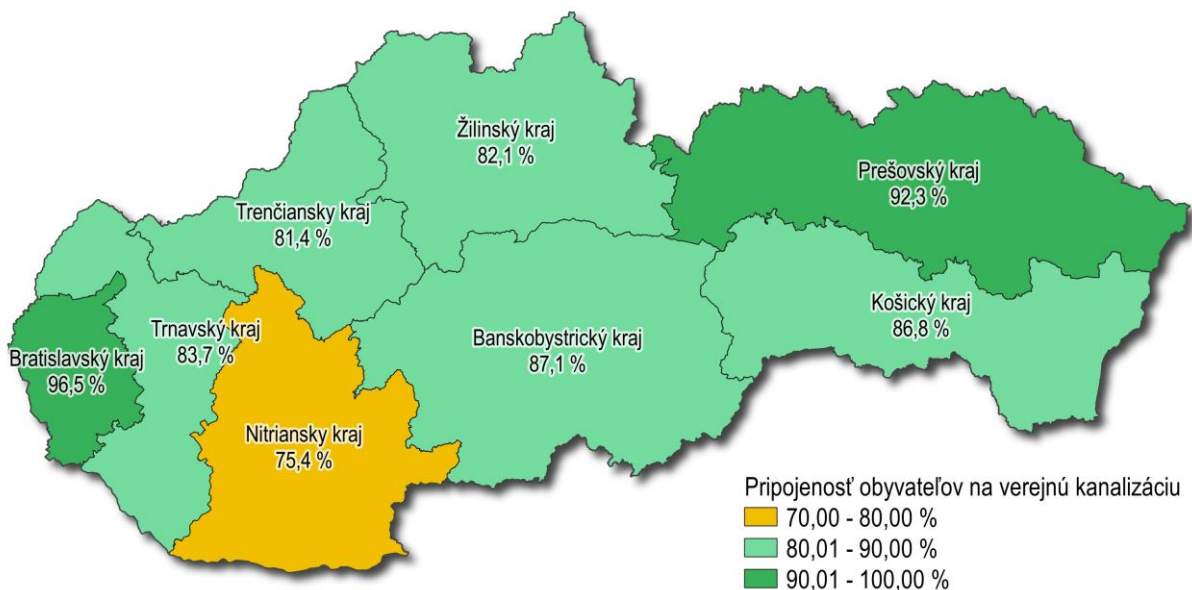 Žilinský kraj
82,1 %
Prešovský kraj
92,3 %
Trenčiansky kraj
81,4 %
Košický kraj
86,8 %
Trnavský kraj
83,7 %
Banskobystrický kraj
87,1 %
Bratislavský kraj
96,5 %
Nitriansky kraj
75,4 %
Pripojenosť obyvateľov na verejnú kanalizáciu
70,00 - 80,00 %
80,01 - 90,00 %
90,01 - 100,00 %